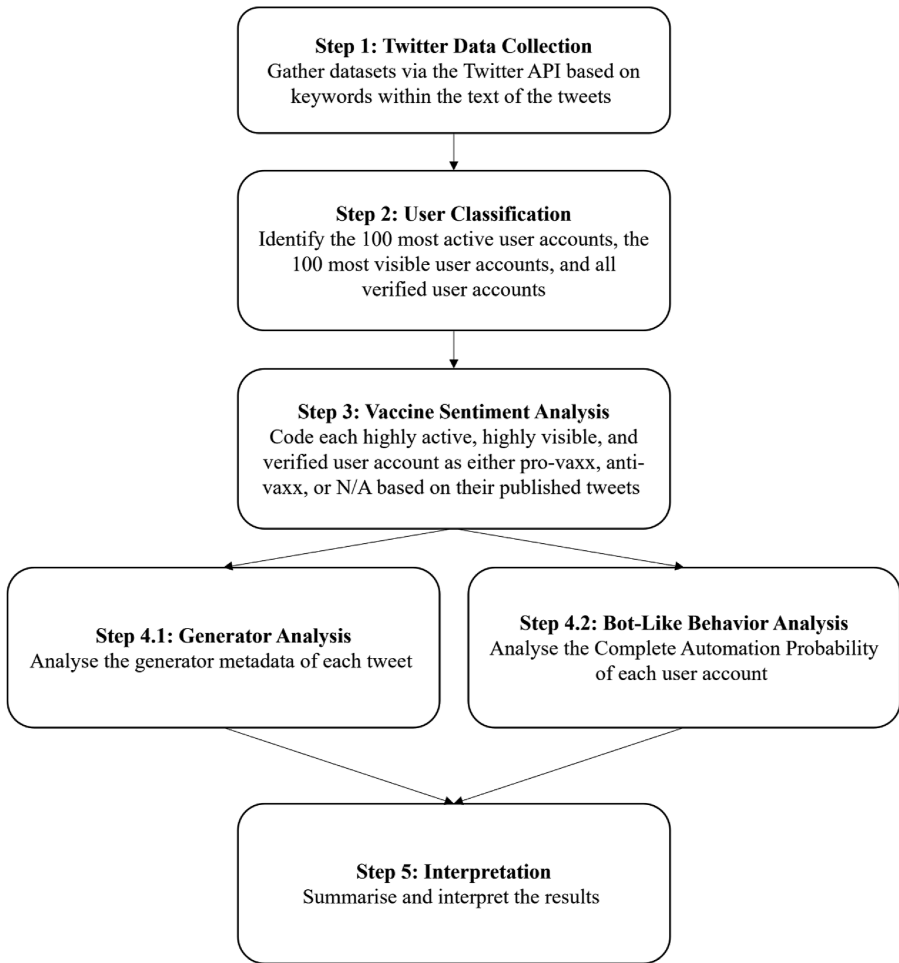 Step 1: Twitter Data Collection
Gather datasets via the Twitter API based on
keywords within the text of the tweets
Step 2: User Classification
Identify the 100 most active user accounts, the
100 most visible user accounts, and all
verified user accounts
Step 3: Vaccine Sentiment Analysis
Code each highly active, highly visible, and
verified user account as either pro-vaxx, anti-
vaxx, or N/A based on their published tweets
Step 4.1: Generator Analysis
Analyse the generator metadata of each tweet
Step 4.2: Bot-Like Behavior Analysis
Analyse the Complete Automation Probability
of each user account
Step 5: Interpretation
Summarise and interpret the results